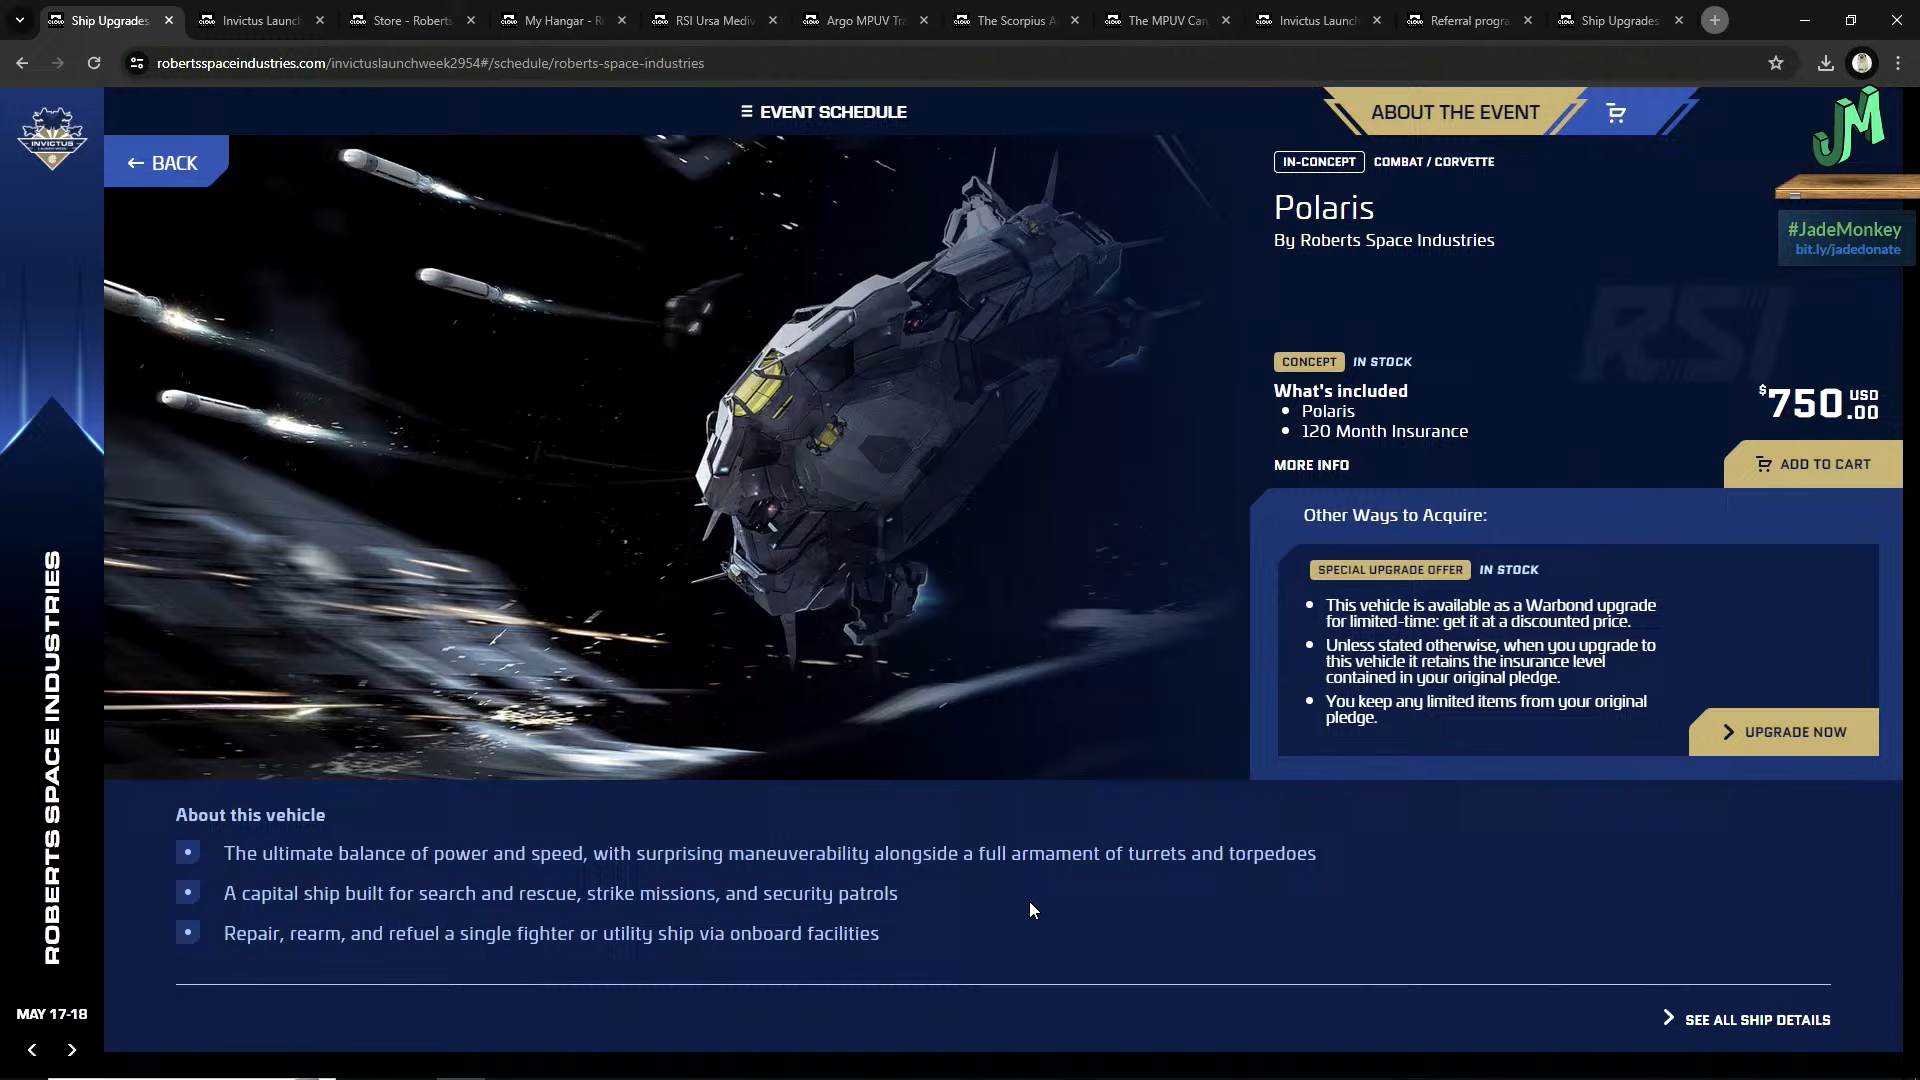 Ship Upgrades
Invictus Launch
Store - Roberts
My Hangar - R
RSI Ursa Mediv
Argo MPUV Tra
The Scorpius A
The MPUV Car
Invictus Launch
Referral progra
Ship Upgrades
robertsspaceindustries.com/invictuslaunchweek2954#/schedule/roberts-space-industries
INVICTUS
EVENT SCHEDULE
ABOUT THE EVENT
JM
BACK
IN-CONCEPT COMBAT / CORVETTE
Polaris
By Roberts Space Industries
#JadeMonkey
bit.ly/jadedonate
RSI
CONCEPT IN STOCK
What's included
Polaris
120 Month Insurance
$750 USD .00
MORE INFO
ADD TO CART
Other Ways to Acquire:
SPECIAL UPGRADE OFFER IN STOCK
This vehicle is available as a Warbond upgrade
for limited-time: get it at a discounted price.
Unless stated otherwise, when you upgrade to
this vehicle it retains the insurance level
contained in your original pledge.
You keep any limited items from your original
pledge.
UPGRADE NOW
ROBERTS SPACE INDUSTRIES
About this vehicle
The ultimate balance of power and speed, with surprising maneuverability alongside a full armament of turrets and torpedoes
A capital ship built for search and rescue, strike missions, and security patrols
Repair, rearm, and refuel a single fighter or utility ship via onboard facilities
MAY 17-18
SEE ALL SHIP DETAILS